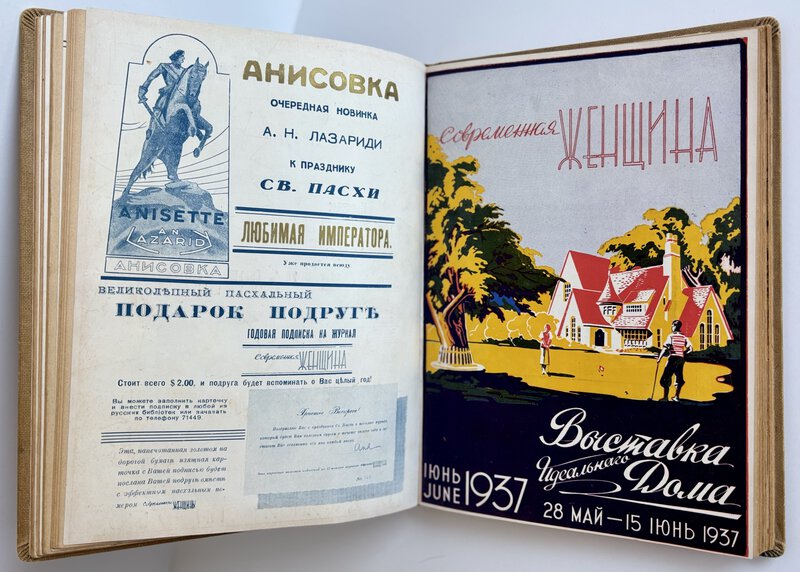 АНИСОВКА
ОЧЕРЕДНАЯ НОВИНКА
А. Н. ЛАЗАРИДИ
К ПРАЗДНИКУ
СВ. ПАСХИ
ANISETTE
AN
LAZARIDI
АНИСОВКА
ЛЮБИМАЯ ИМПЕРАТОРА.
Уже продается всюду
ВЕЛИКОЛѢПНЫЙ ПАСХАЛЬНЫЙ
ПОДАРОК ПОДРУГѢ
ГОДОВАЯ ПОДПИСКА НА ЖУРНАЛ
Современная ЖЕНЩИНА
Стоит всего $2.00, и подруга будет вспоминать о Вас цѣлый год!
Вы можете заполнить карточку
и внести подписку в любой из
русских библіотек или заказать
по телефону 71449.
Эта, напечатанная золотом на
дорогой бумагѣ изящная кар-
точка с Вашей подписью будет
послана Вашей подругѣ вмѣстѣ
с эффектным пасхальным но-
мером Современная ЖЕНЩИНА
Современная ЖЕНЩИНА
Выставка
Идеальнаго
Дома
ІЮНЬ
JUNE 1937
28 МАЙ — 15 ІЮНЬ 1937